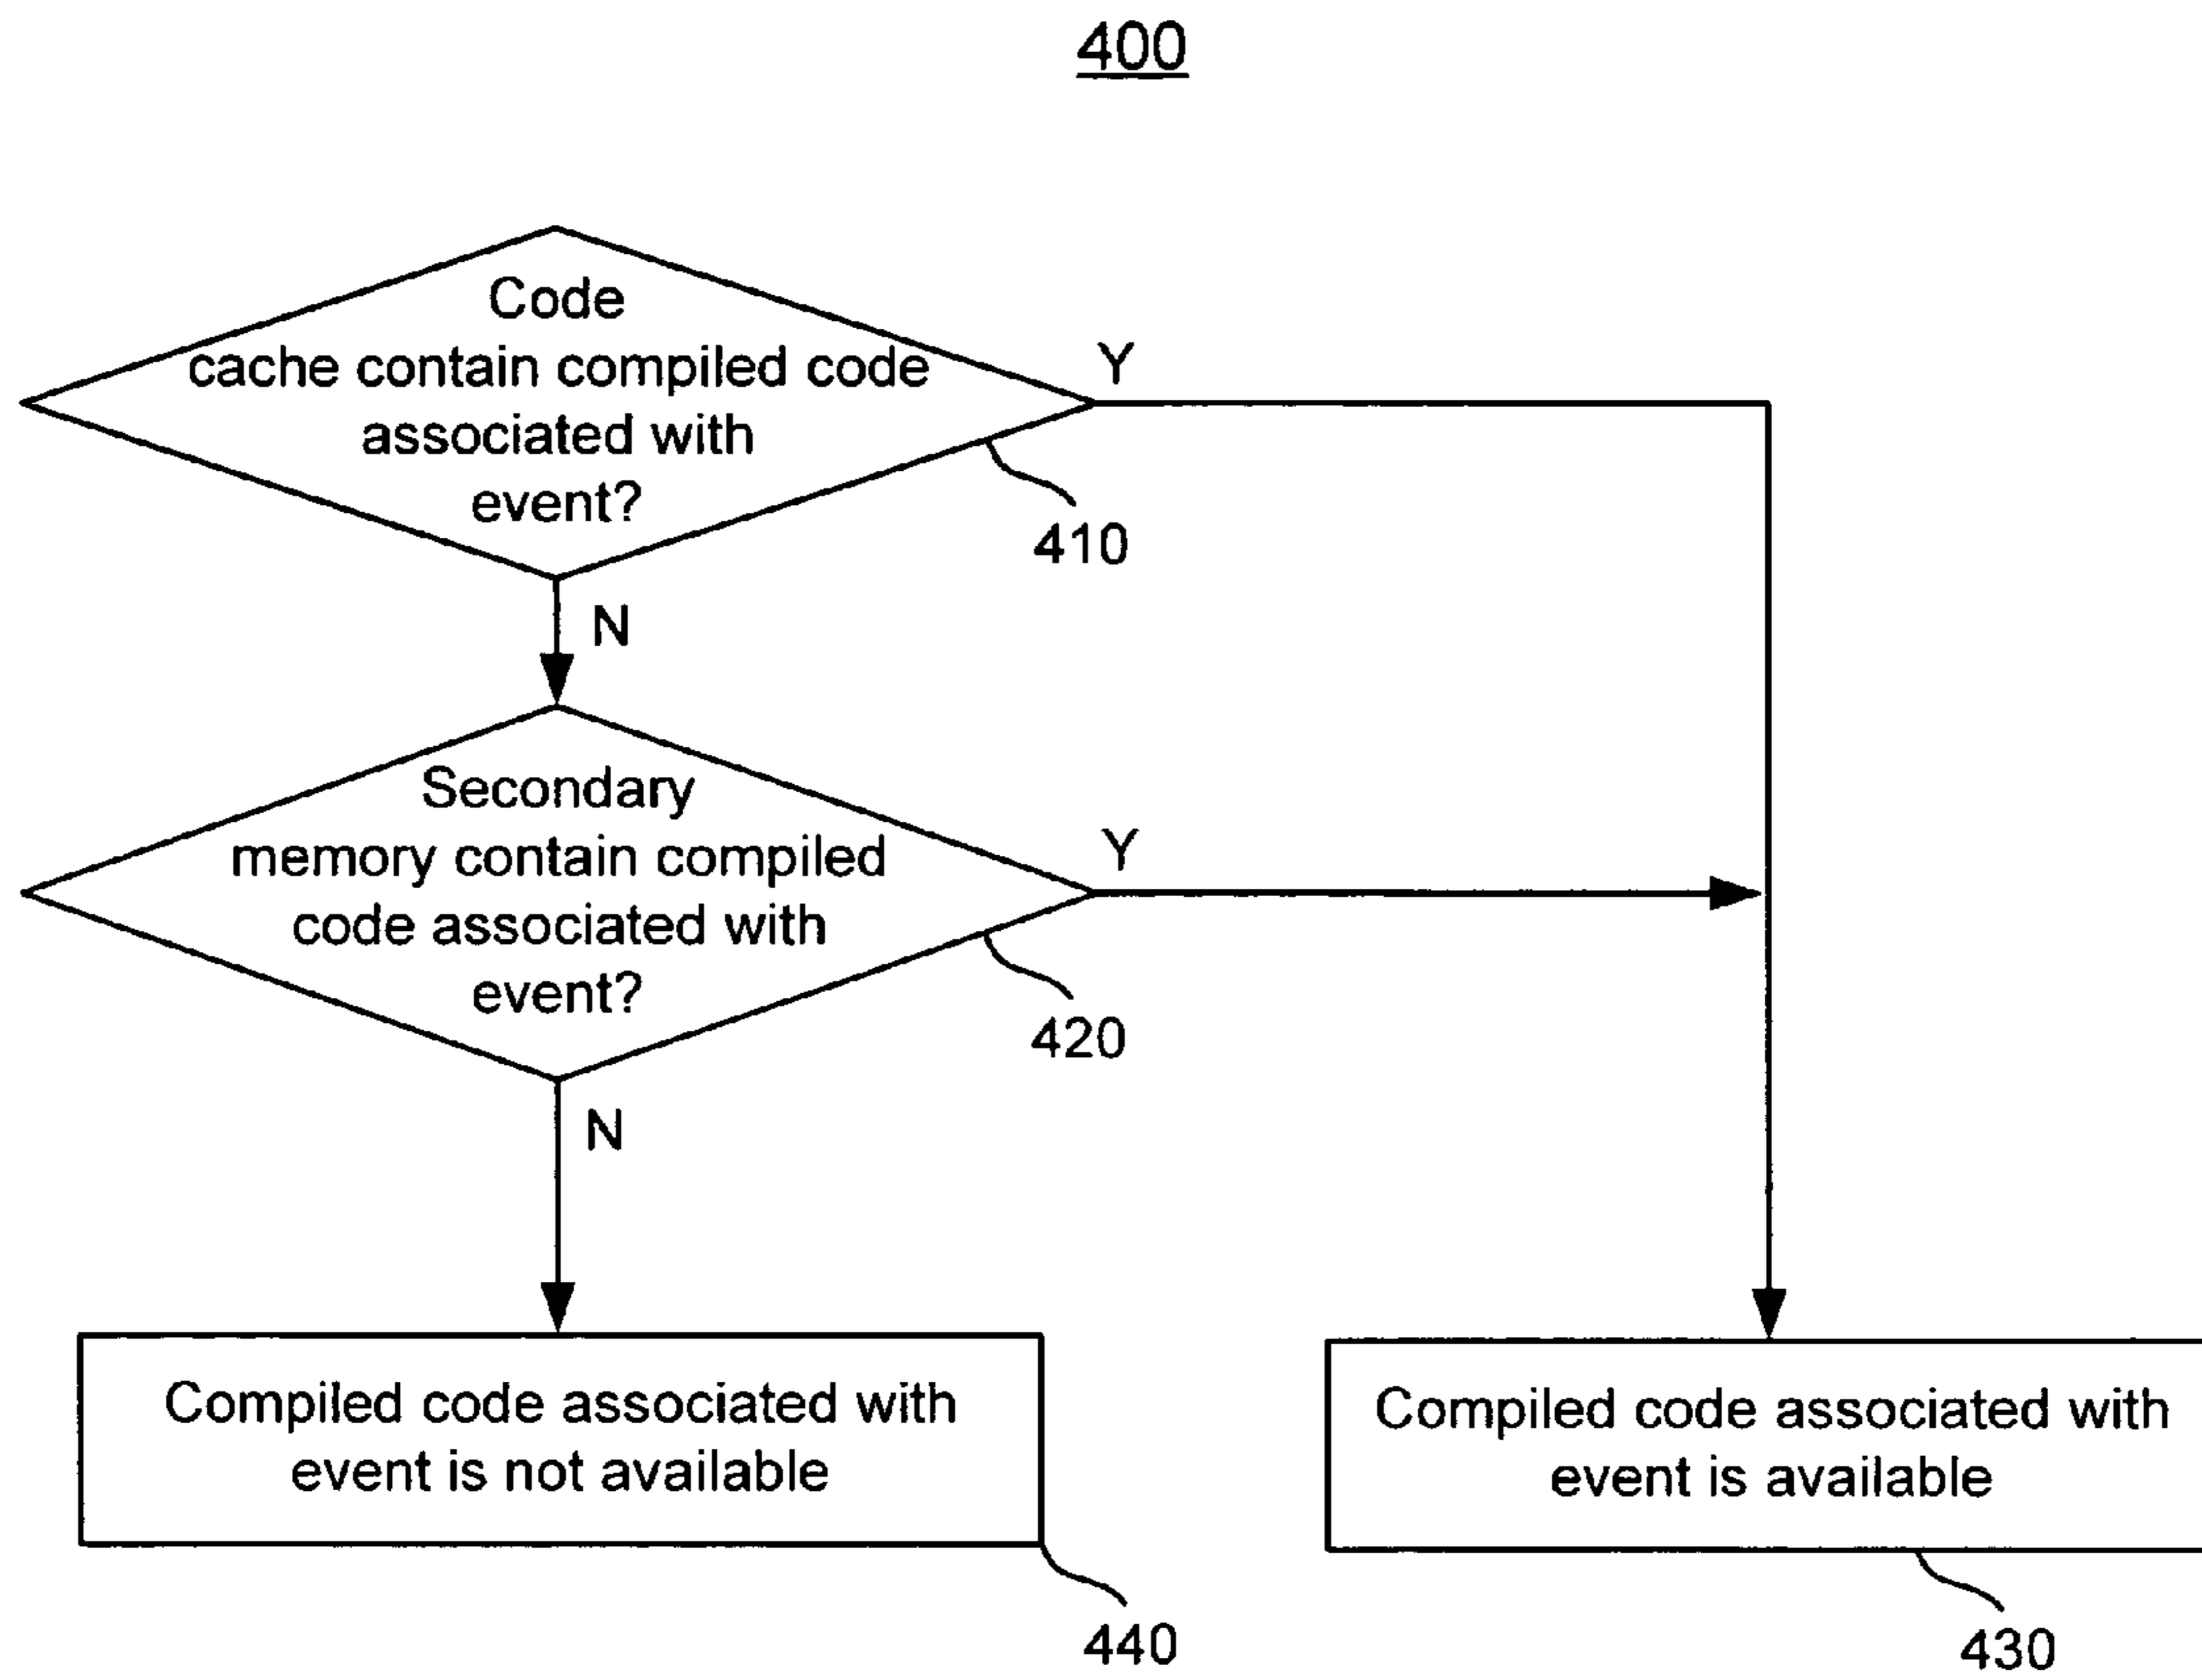 400
Code
cache contain compiled code
associated with
event?
Y
410
N
Secondary
memory contain compiled
code associated with
event?
Y
420
N
Compiled code associated with
event is not available
440
Compiled code associated with
event is available
430